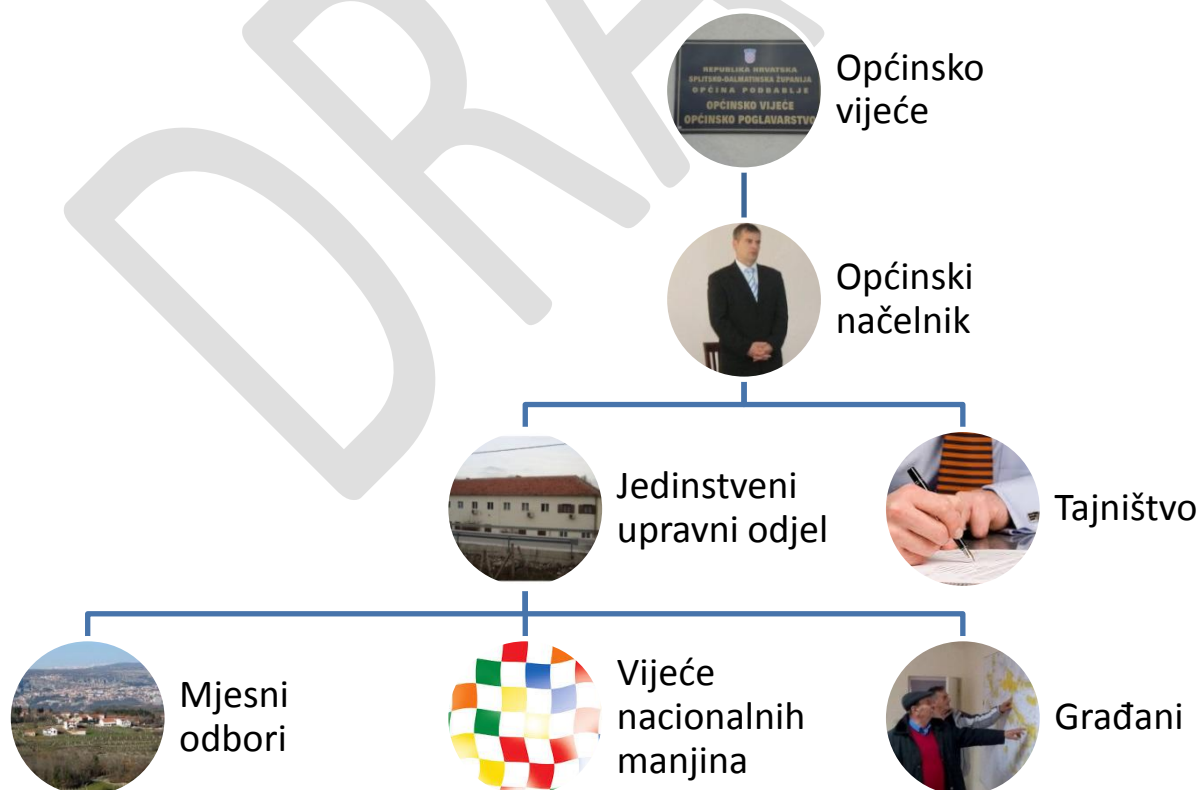 REPUBLIKA HRVATSKA
SPLITSKO-DALMATINSKA ŽUPANIJA
OPĆINA PODBABLJE
OPĆINSKO VIJEĆE
OPĆINSKO POGLAVARSTVO
Općinsko
vijeće
Općinski
načelnik
Jedinstveni
upravni odjel
Tajništvo
Mjesni
odbori
Vijeće
nacionalnih
manjina
Građani
DRA